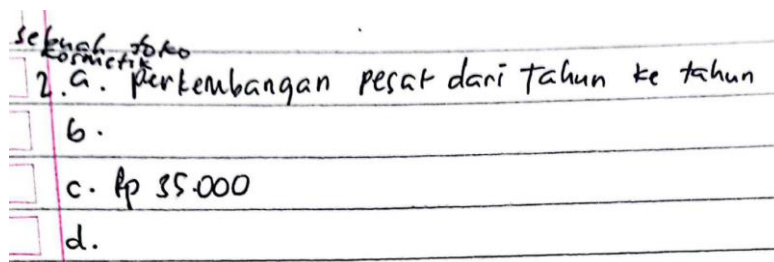 sebuah toko
kosmetik
2. a. perkembangan pesat dari tahun ke tahun
b.
c. Rp 35.000
d.